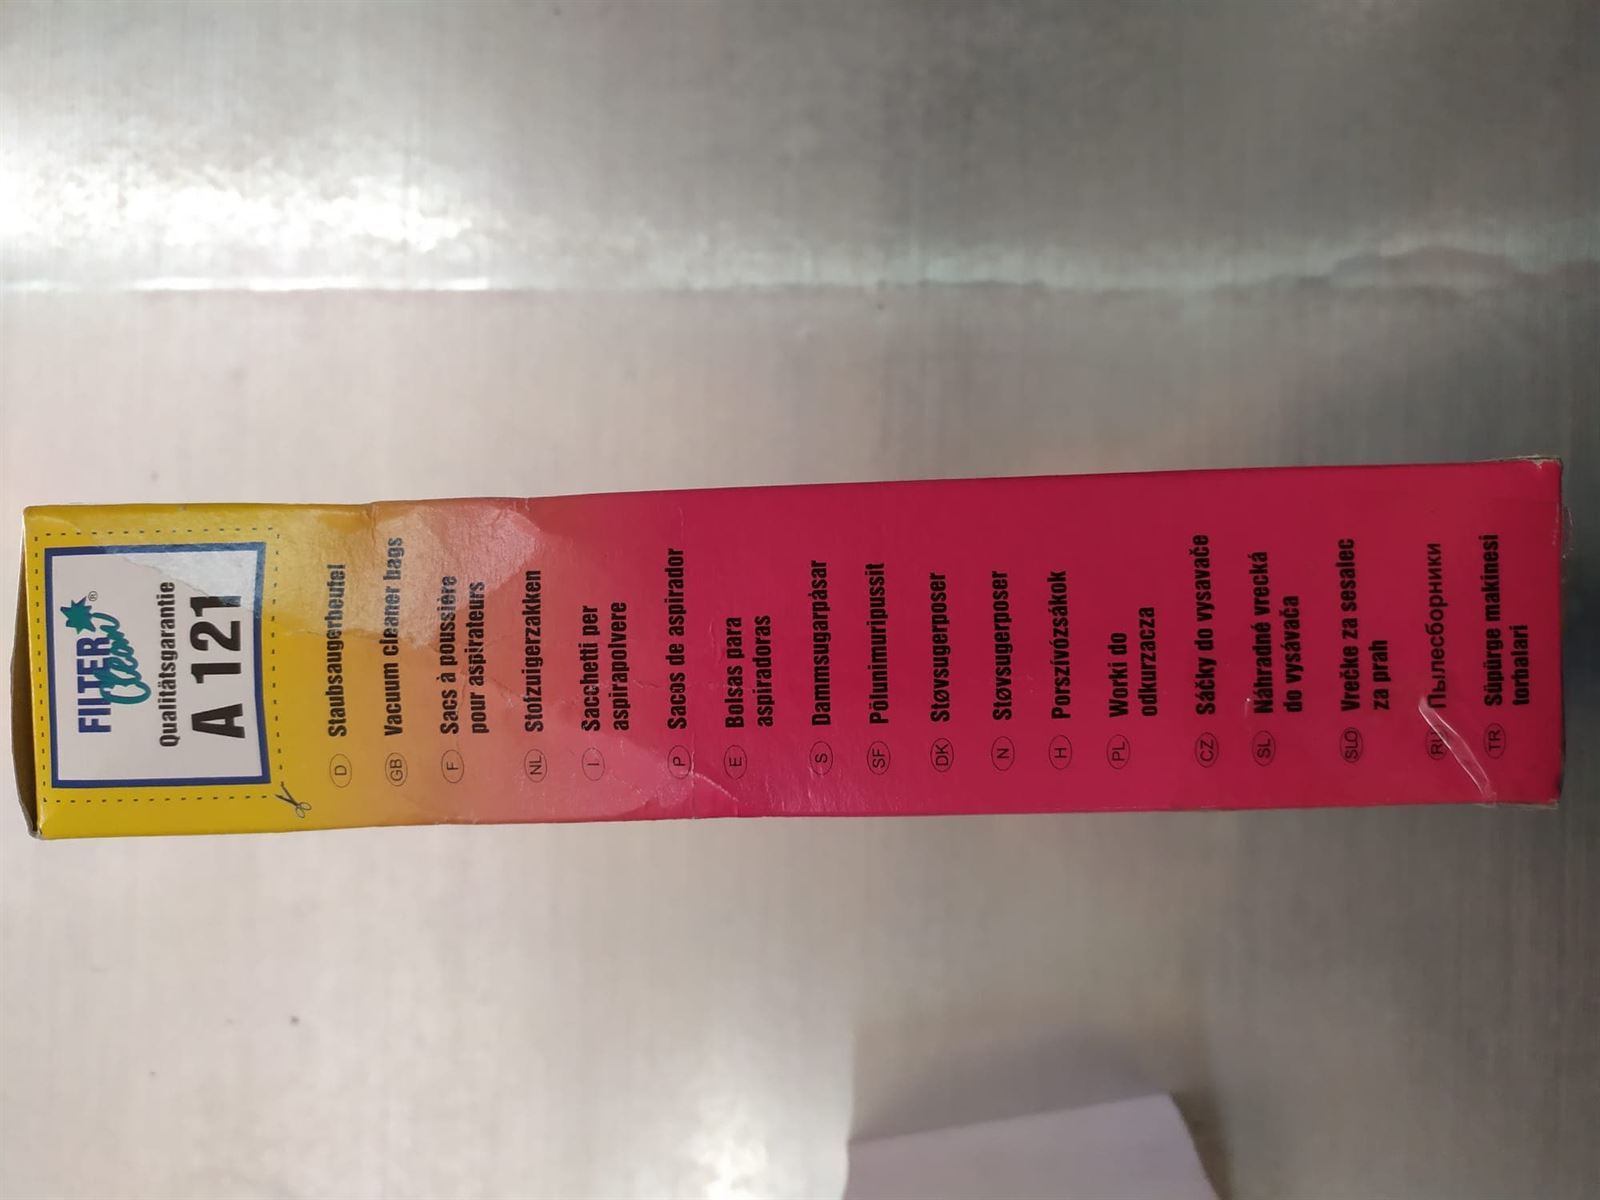 FILTER
Clean®
Qualitätsgarantie
A 121
D Staubsaugerbeutel
GB Vacuum cleaner bags
F Sacs à poussière
pour aspirateurs
NL Stofzuigerzakken
I Sacchetti per
aspirapolvere
P Sacos de aspirador
E Bolsas para
aspiradoras
S Dammsugarpåsar
SF Pölynimuripussit
DK Støvsugerposer
N Støvsugerposer
H Porszívózsákok
PL Worki do
odkurzacza
CZ Sáčky do vysavače
SL Náhradné vrecká
do vysávača
SLO Vrečke za sesalec
za prah
RU Пылесборники
TR Süpürge makinesi
torbalari